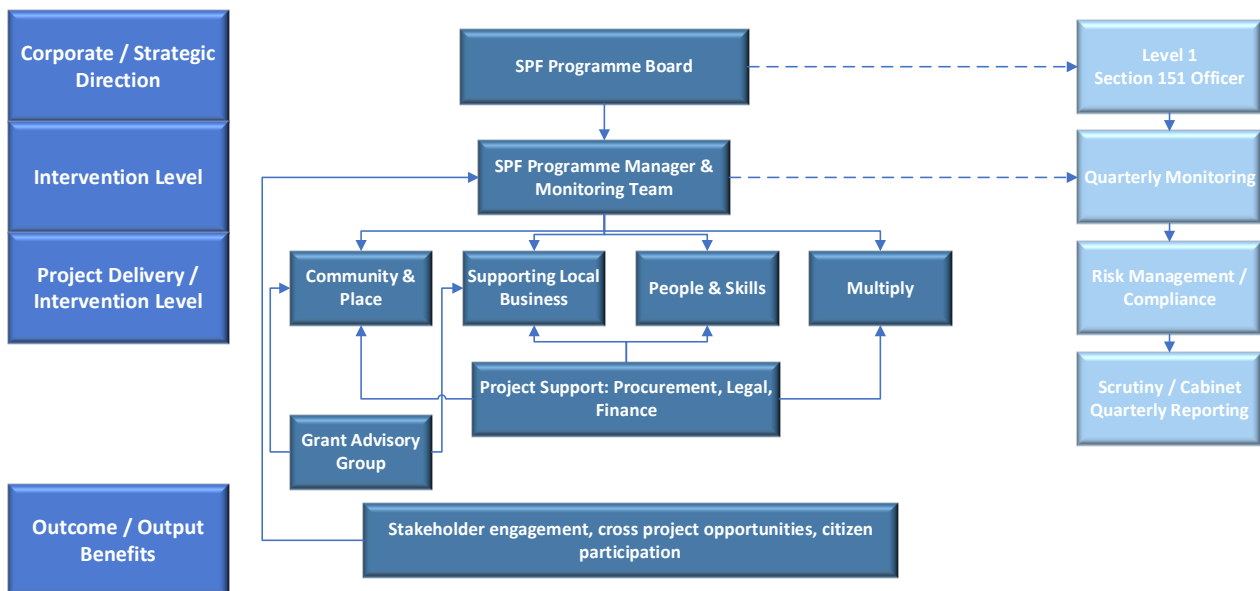 Corporate / Strategic
Direction
SPF Programme Board
Level 1
Section 151 Officer
Intervention Level
SPF Programme Manager &
Monitoring Team
Quarterly Monitoring
Project Delivery /
Intervention Level
Community &
Place
Supporting Local
Business
People & Skills
Multiply
Risk Management /
Compliance
Project Support: Procurement, Legal,
Finance
Scrutiny / Cabinet
Quarterly Reporting
Grant Advisory
Group
Outcome / Output
Benefits
Stakeholder engagement, cross project opportunities, citizen
participation